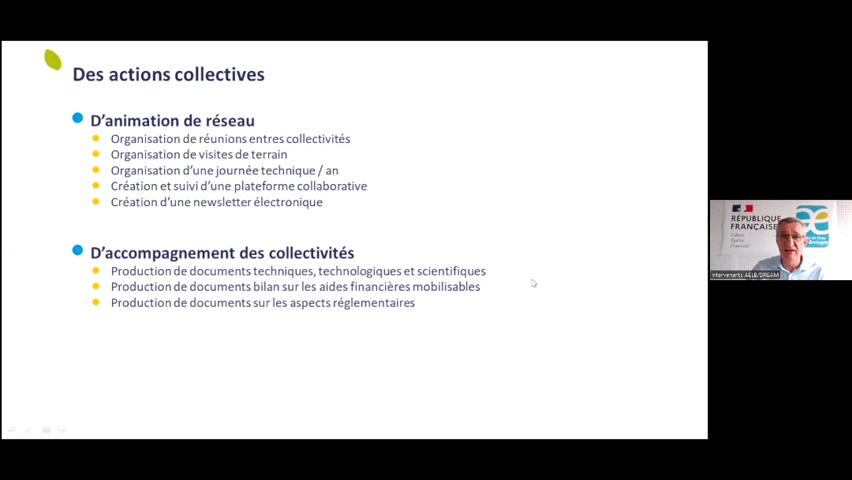 Des actions collectives
D'animation de réseau
Organisation de réunions entres collectivités
Organisation de visites de terrain
Organisation d'une journée technique / an
Création et suivi d'une plateforme collaborative
Création d'une newsletter électronique
D'accompagnement des collectivités
Production de documents techniques, technologiques et scientifiques
Production de documents bilan sur les aides financières mobilisables
Production de documents sur les aspects réglementaires
RÉPUBLIQUE
FRANÇAISE
Liberté
Égalité
Fraternité
Intervenants AELB/DREAM